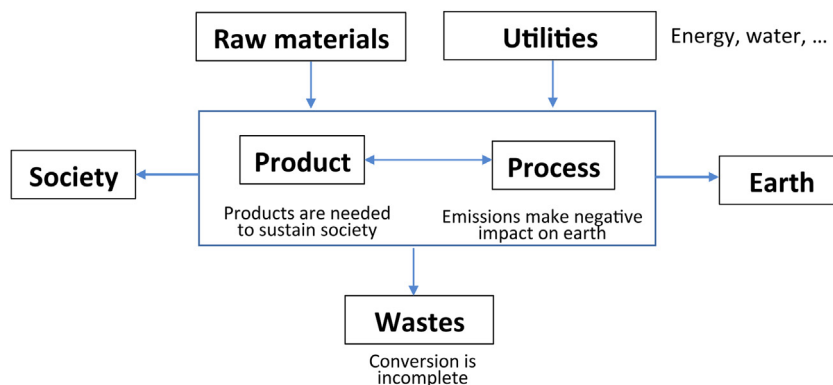 Raw materials
Utilities
Energy, water, ...
Society
Product
Process
Earth
Products are needed
to sustain society
Emissions make negative
impact on earth
Wastes
Conversion is
incomplete